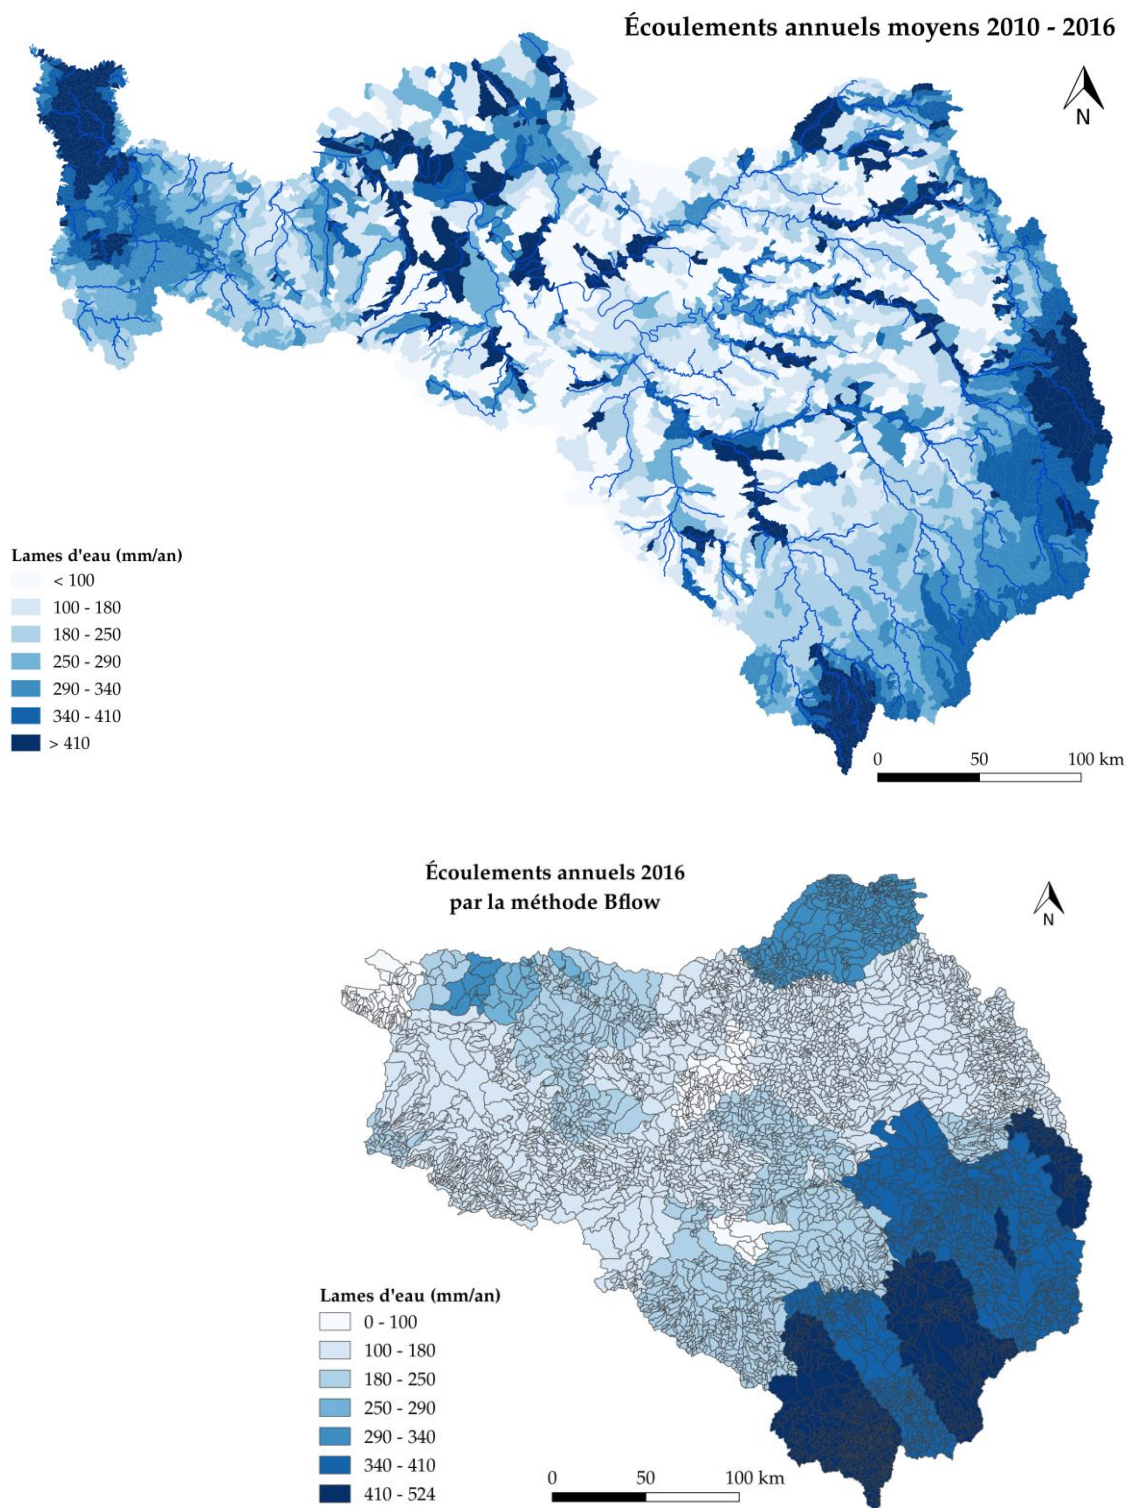 Écoulements annuels moyens 2010 - 2016
N
Lames d'eau (mm/an)
< 100
100 - 180
180 - 250
250 - 290
290 - 340
340 - 410
> 410
0 50 100 km
Écoulements annuels 2016
par la méthode Bflow
N
Lames d'eau (mm/an)
0 - 100
100 - 180
180 - 250
250 - 290
290 - 340
340 - 410
410 - 524
0 50 100 km